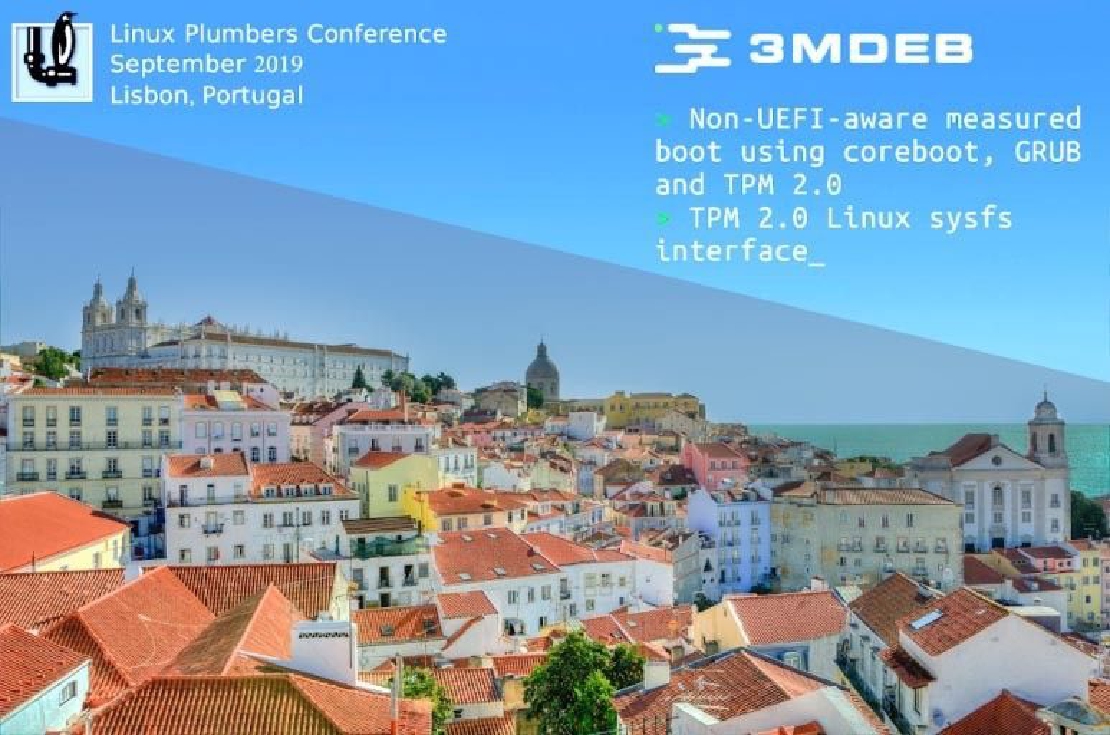 Linux Plumbers Conference
September 2019
Lisbon, Portugal
3MDEB
> Non-UEFI-aware measured
boot using coreboot, GRUB
and TPM 2.0
> TPM 2.0 Linux sysfs
interface_